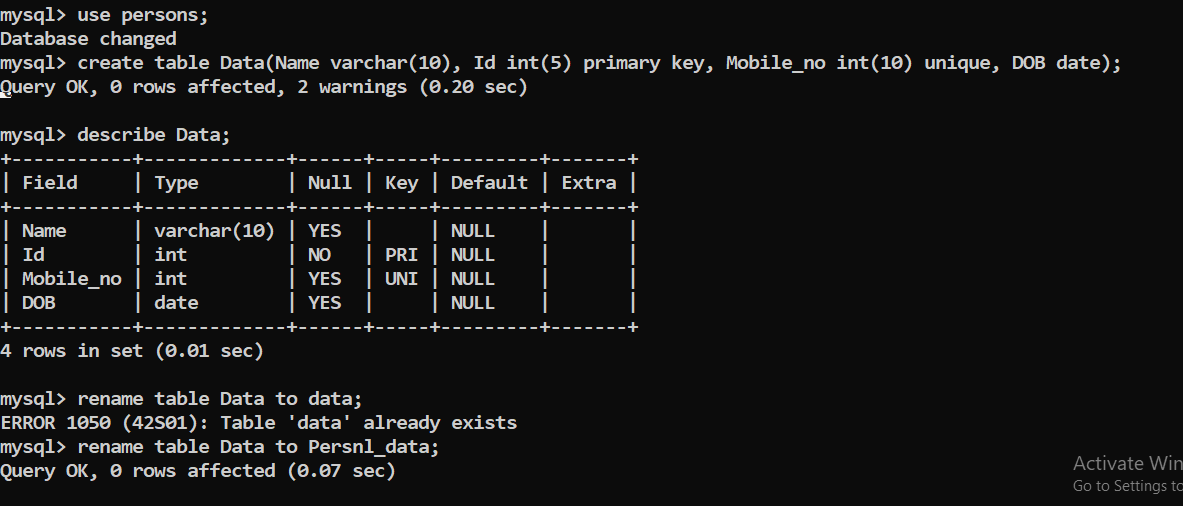 mysql> use persons;
Database changed
mysql> create table Data(Name varchar(10), Id int(5) primary key, Mobile_no int(10) unique, DOB date);
Query OK, 0 rows affected, 2 warnings (0.20 sec)
mysql> describe Data;
+-----------+-------------+------+-----+---------+-------+
| Field     | Type        | Null | Key | Default | Extra |
+-----------+-------------+------+-----+---------+-------+
| Name      | varchar(10) | YES  |     | NULL    |       |
| Id        | int         | NO   | PRI | NULL    |       |
| Mobile_no | int         | YES  | UNI | NULL    |       |
| DOB       | date        | YES  |     | NULL    |       |
+-----------+-------------+------+-----+---------+-------+
4 rows in set (0.01 sec)
mysql> rename table Data to data;
ERROR 1050 (42S01): Table 'data' already exists
mysql> rename table Data to Persnl_data;
Query OK, 0 rows affected (0.07 sec)
Activate Win
Go to Settings to